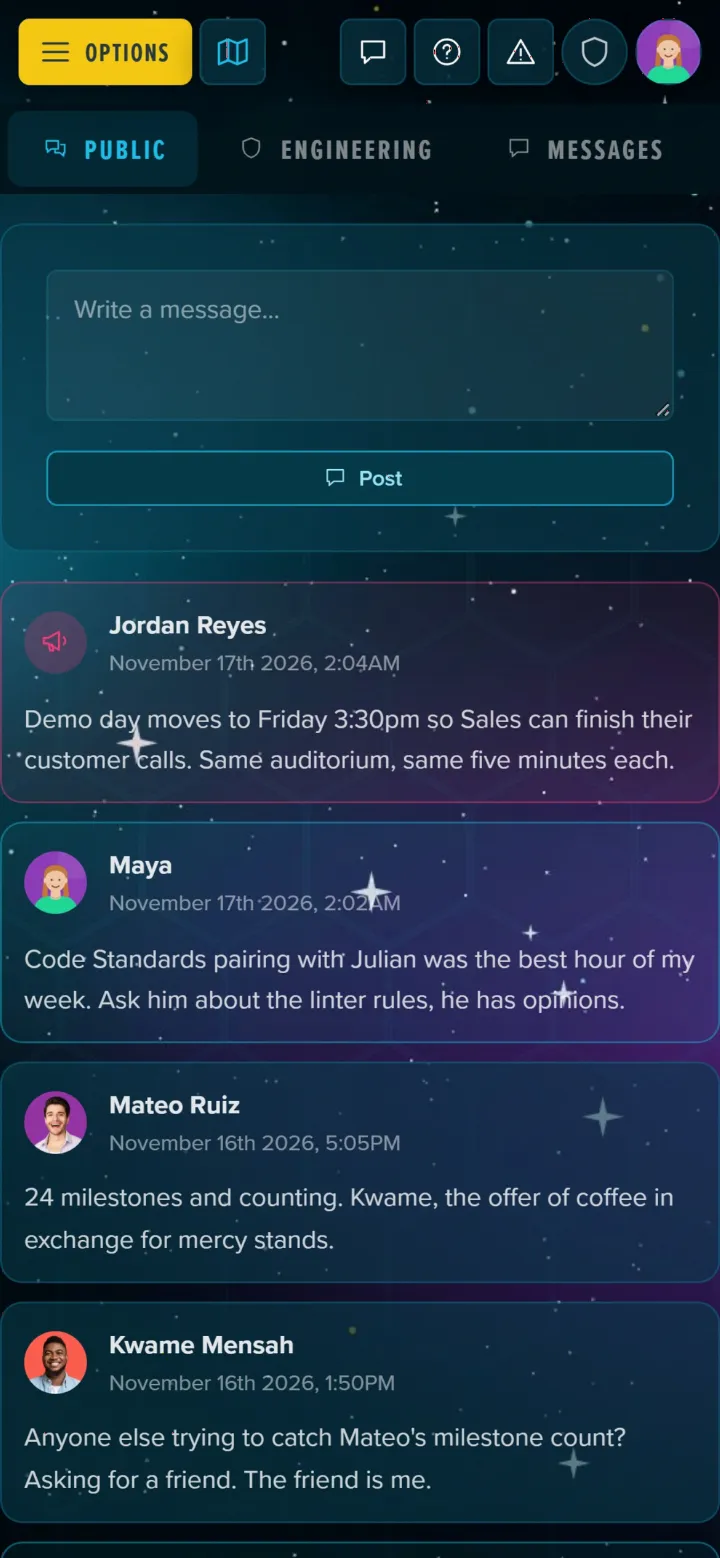 OPTIONS
PUBLIC
ENGINEERING
MESSAGES
Write a message...
Post
Jordan Reyes
November 17th 2026, 2:04AM
Demo day moves to Friday 3:30pm so Sales can finish their
customer calls. Same auditorium, same five minutes each.
Maya
November 17th 2026, 2:02AM
Code Standards pairing with Julian was the best hour of my
week. Ask him about the linter rules, he has opinions.
Mateo Ruiz
November 16th 2026, 5:05PM
24 milestones and counting. Kwame, the offer of coffee in
exchange for mercy stands.
Kwame Mensah
November 16th 2026, 1:50PM
Anyone else trying to catch Mateo's milestone count?
Asking for a friend. The friend is me.